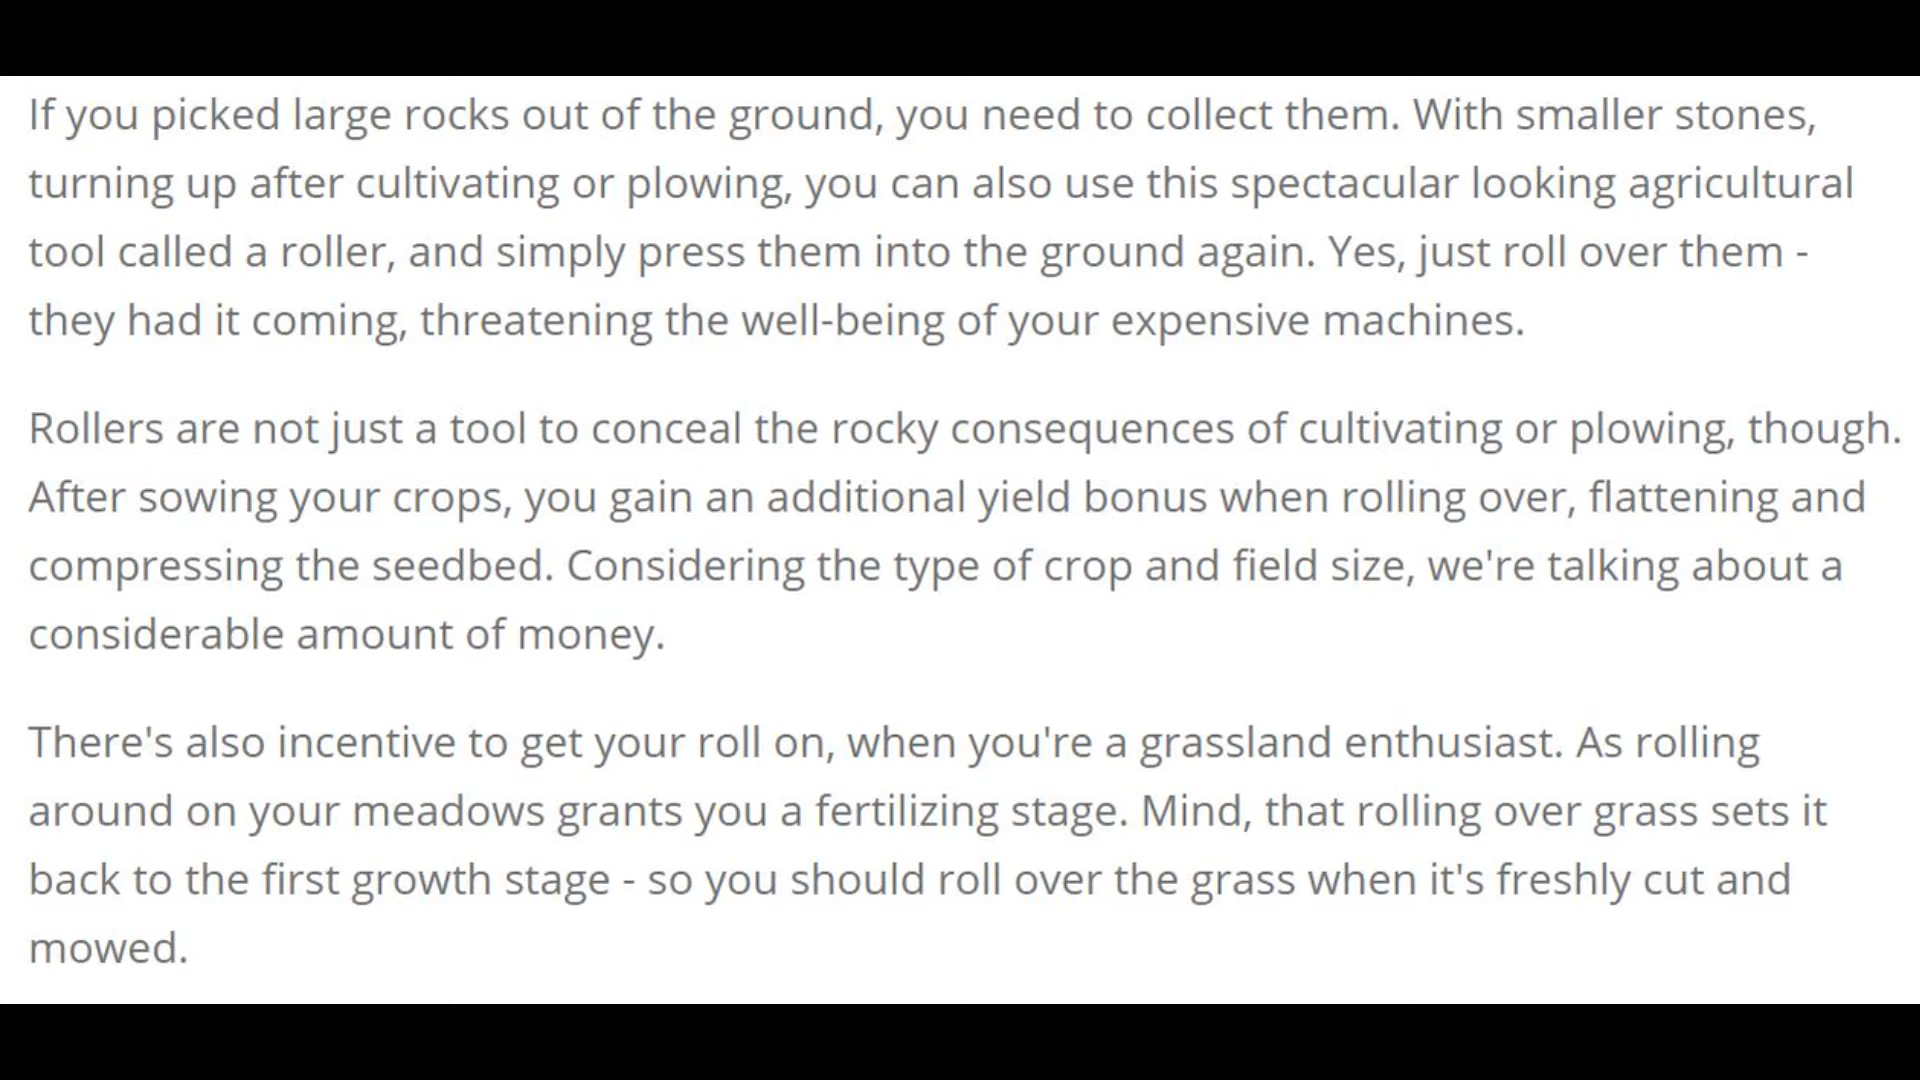 If you picked large rocks out of the ground, you need to collect them. With smaller stones,
turning up after cultivating or plowing, you can also use this spectacular looking agricultural
tool called a roller, and simply press them into the ground again. Yes, just roll over them -
they had it coming, threatening the well-being of your expensive machines.
Rollers are not just a tool to conceal the rocky consequences of cultivating or plowing, though.
After sowing your crops, you gain an additional yield bonus when rolling over, flattening and
compressing the seedbed. Considering the type of crop and field size, we're talking about a
considerable amount of money.
There's also incentive to get your roll on, when you're a grassland enthusiast. As rolling
around on your meadows grants you a fertilizing stage. Mind, that rolling over grass sets it
back to the first growth stage - so you should roll over the grass when it's freshly cut and
mowed.